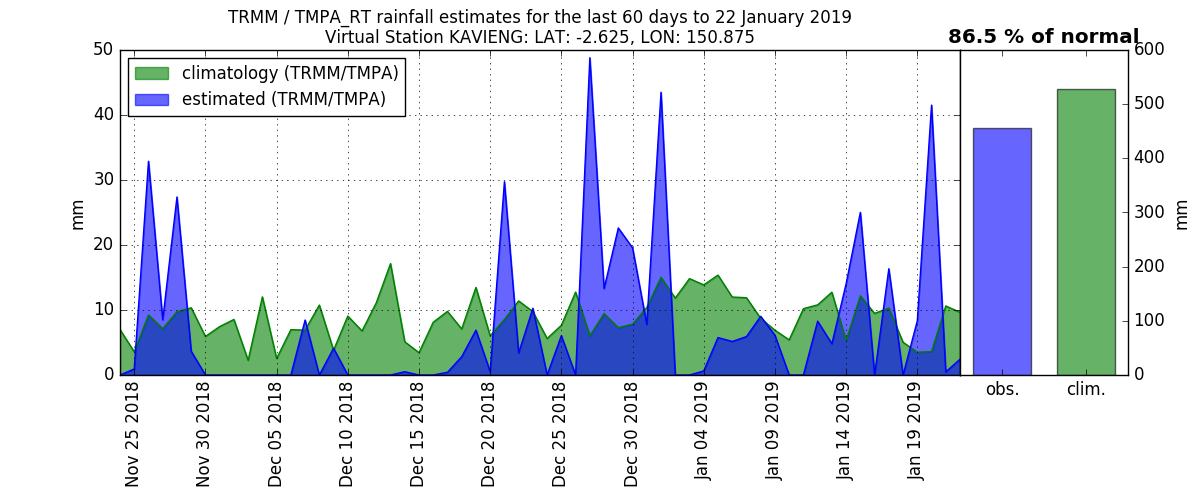 TRMM / TMPA_RT rainfall estimates for the last 60 days to 22 January 2019
Virtual Station KAVIENG: LAT: -2.625, LON: 150.875
86.5 % of normal
climatology (TRMM/TMPA)
estimated (TRMM/TMPA)
50
40
30
20
10
0
mm
600
500
400
300
200
100
0
mm
Nov 25 2018
Nov 30 2018
Dec 05 2018
Dec 10 2018
Dec 15 2018
Dec 20 2018
Dec 25 2018
Dec 30 2018
Jan 04 2019
Jan 09 2019
Jan 14 2019
Jan 19 2019
obs.
clim.